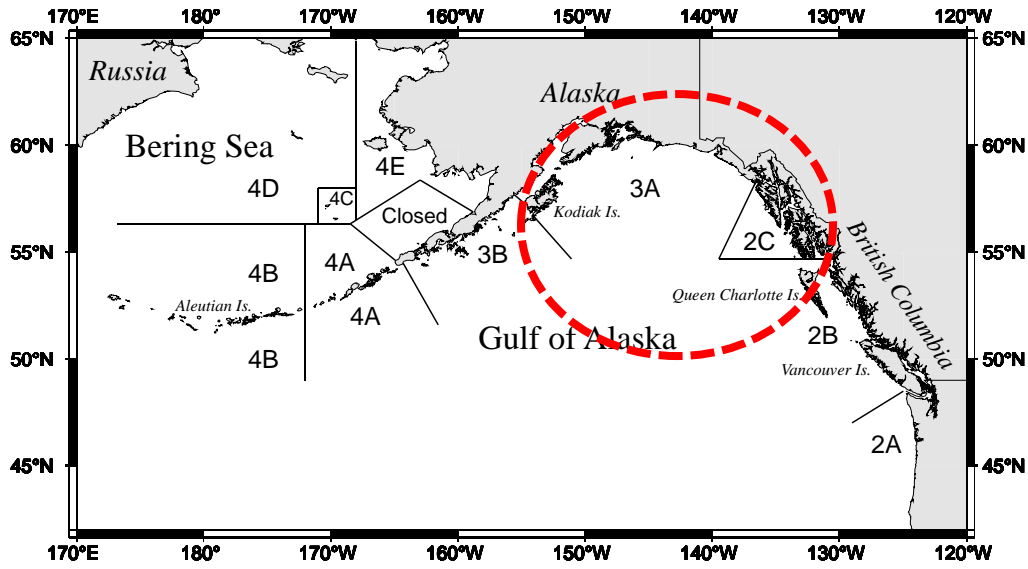 170°E 180° 170°W 160°W 150°W 140°W 130°W 120°W
65°N 65°N
Russia
Alaska
60°N 60°N
Bering Sea
4E
4D
4C
3A
Closed
Kodiak Is.
2C
British Columbia
55°N 55°N
3B
4A
4B
Queen Charlotte Is.
Aleutian Is.
4A
2B
Gulf of Alaska
50°N 50°N
4B
Vancouver Is.
2A
45°N 45°N
170°E 180° 170°W 160°W 150°W 140°W 130°W 120°W